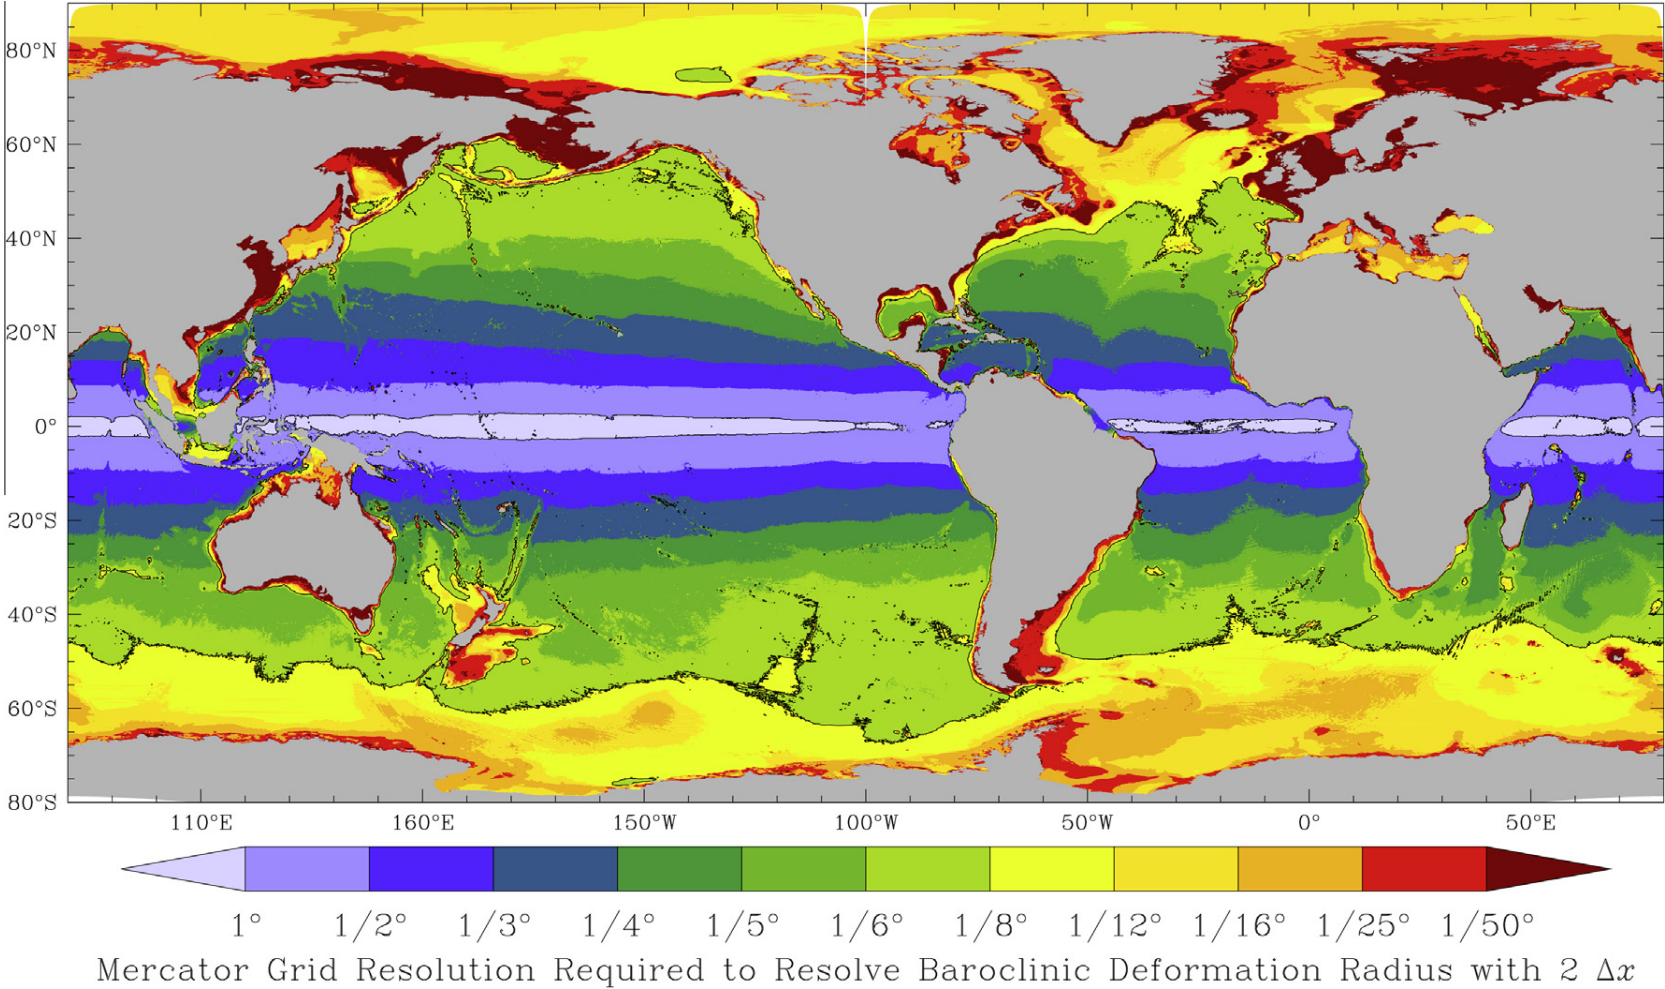 80°N
60°N
40°N
20°N
0°
20°S
40°S
60°S
80°S
110°E 160°E 150°W 100°W 50°W 0° 50°E
1° 1/2° 1/3° 1/4° 1/5° 1/6° 1/8° 1/12° 1/16° 1/25° 1/50°
Mercator Grid Resolution Required to Resolve Baroclinic Deformation Radius with 2 Δx